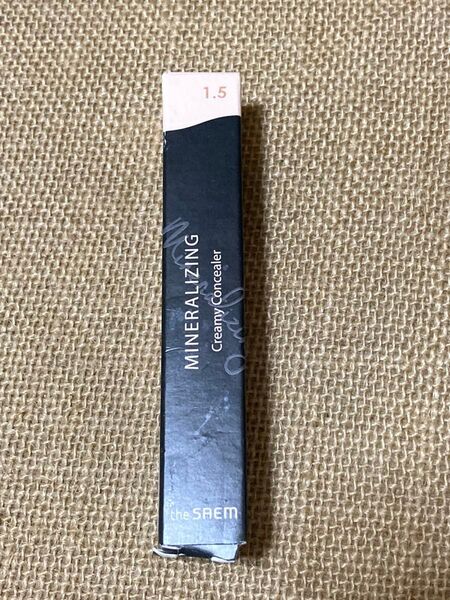 1.5
MINERALIZING
Creamy Concealer
the SAEM